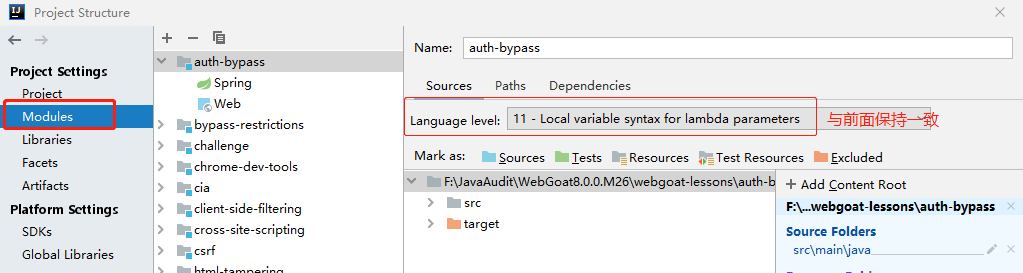 Project Structure
Project Settings
Project
Modules
Libraries
Facets
Artifacts
Platform Settings
SDKs
Global Libraries
auth-bypass
Spring
Web
bypass-restrictions
challenge
chrome-dev-tools
cia
client-side-filtering
cross-site-scripting
csrf
html-tampering
Name: auth-bypass
Sources Paths Dependencies
Language level: 11 - Local variable syntax for lambda parameters 与前面保持一致
Mark as: Sources Tests Resources Test Resources Excluded
F:\JavaAudit\WebGoat8.0.0.M26\webgoat-lessons\auth-b
src
target
+ Add Content Root
F:\...webgoat-lessons\auth-bypass
Source Folders
src\main\java